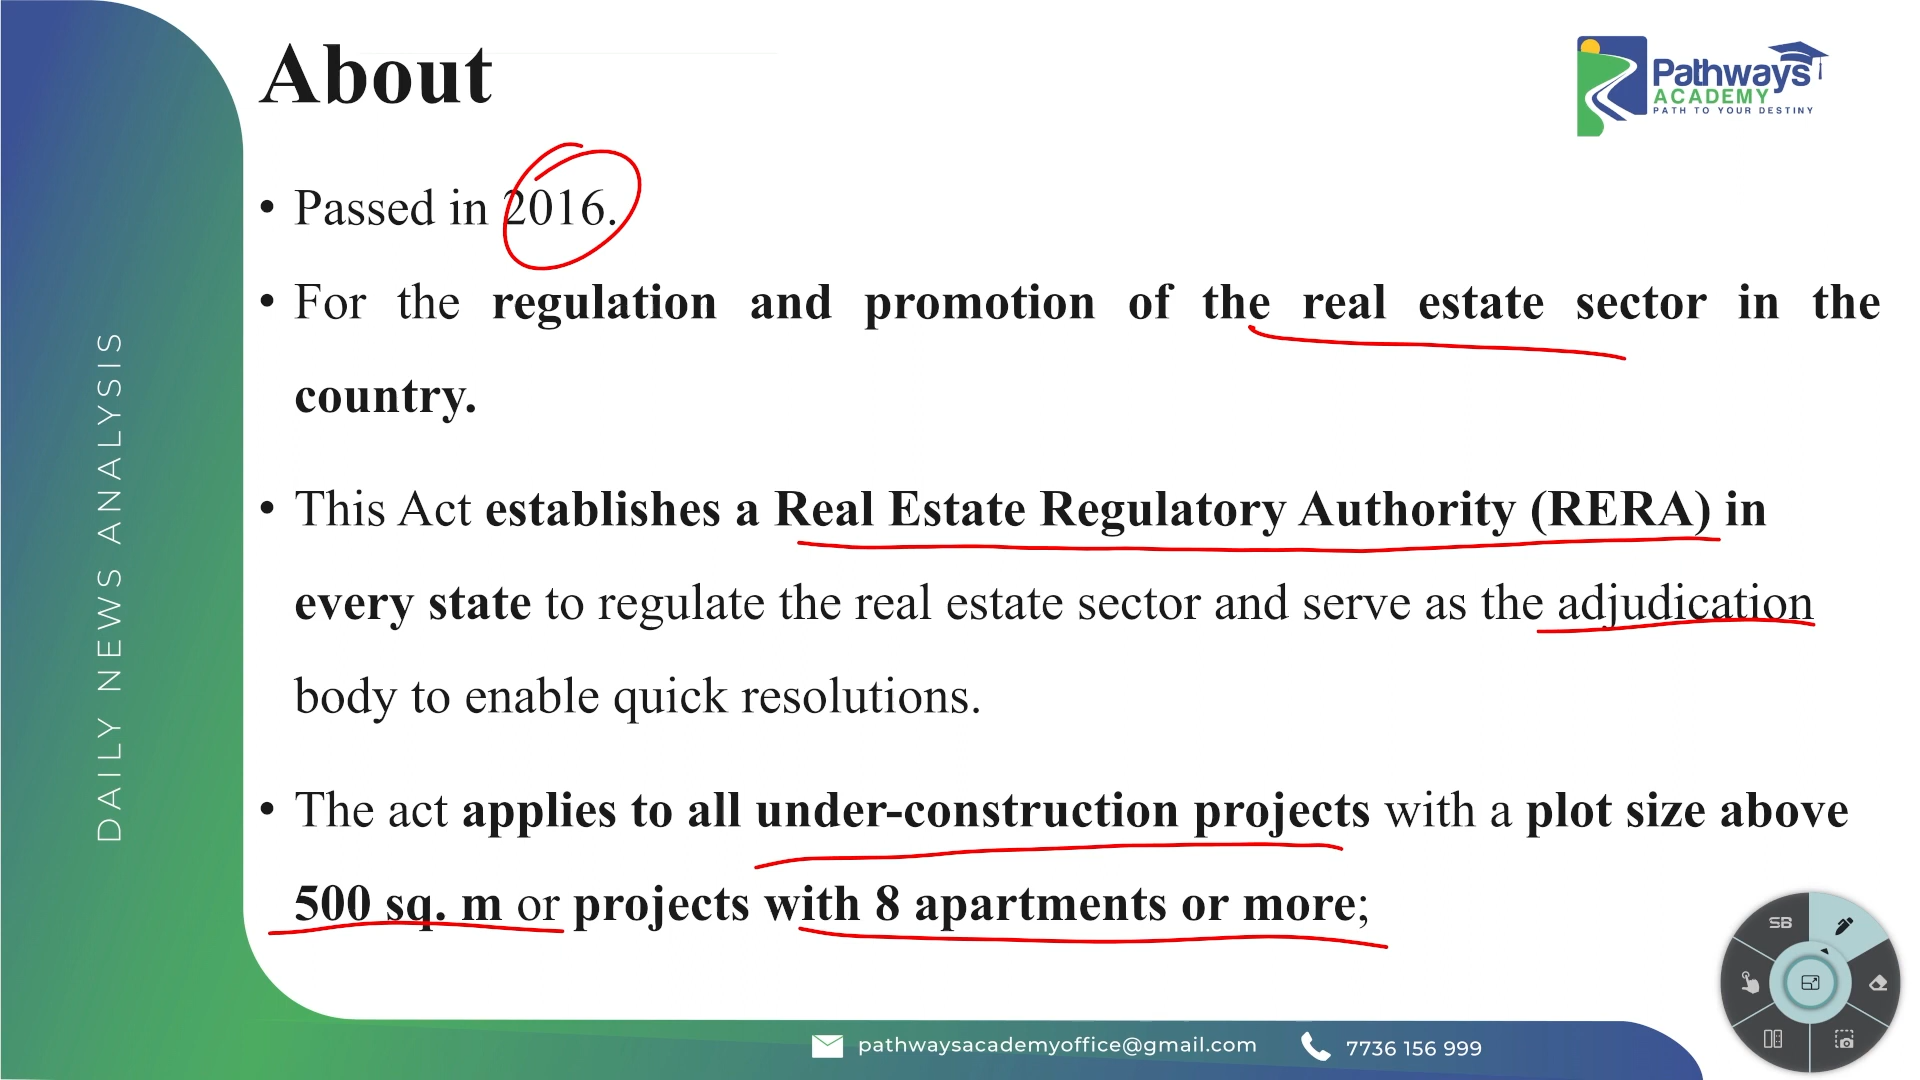 About
Pathways
ACADEMY
PATH TO YOUR DESTINY
• Passed in 2016.
• For the regulation and promotion of the real estate sector in the
country.
• This Act establishes a Real Estate Regulatory Authority (RERA) in
every state to regulate the real estate sector and serve as the adjudication
body to enable quick resolutions.
• The act applies to all under-construction projects with a plot size above
500 sq. m or projects with 8 apartments or more;
DAILY NEWS ANALYSIS
SB
pathwaysacademyoffice@gmail.com
7736 156 999